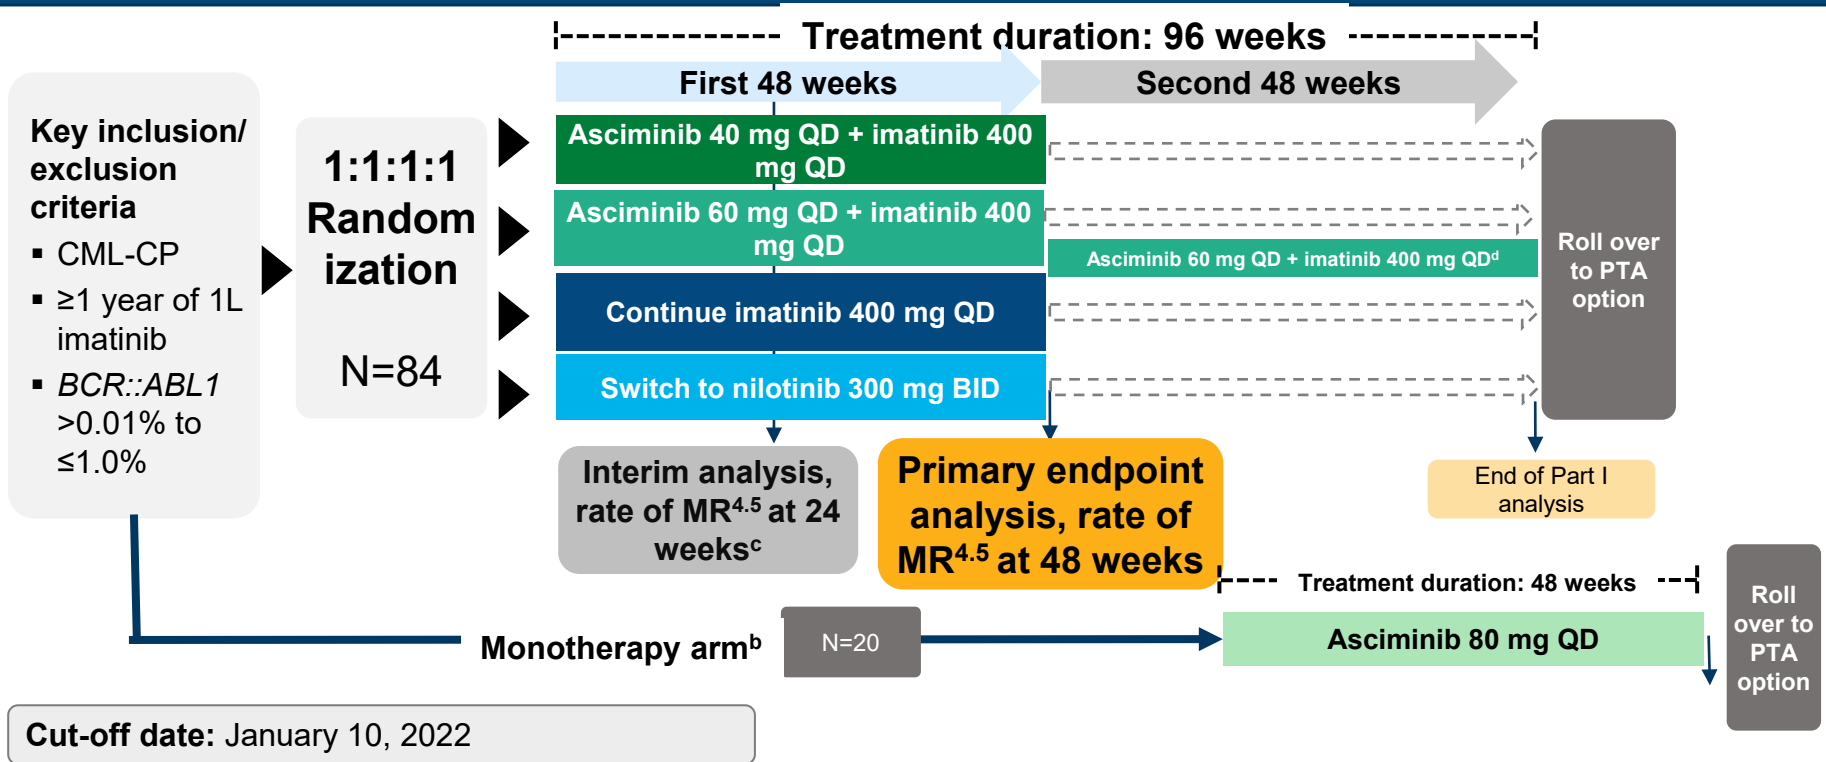 Treatment duration: 96 weeks
First 48 weeks
Second 48 weeks
Key inclusion/
exclusion
criteria
▪ CML-CP
▪ ≥1 year of 1L
imatinib
▪ BCR::ABL1
>0.01% to
≤1.0%
1:1:1:1
Random
ization
N=84
Asciminib 40 mg QD + imatinib 400
mg QD
Asciminib 60 mg QD + imatinib 400
mg QD
Asciminib 60 mg QD + imatinib 400 mg QDᵈ
Continue imatinib 400 mg QD
Switch to nilotinib 300 mg BID
Roll over
to PTA
option
Interim analysis,
rate of MR⁴·⁵ at 24
weeksᶜ
Primary endpoint
analysis, rate of
MR⁴·⁵ at 48 weeks
End of Part I
analysis
Treatment duration: 48 weeks
Monotherapy armᵇ
N=20
Asciminib 80 mg QD
Roll
over to
PTA
option
Cut-off date: January 10, 2022